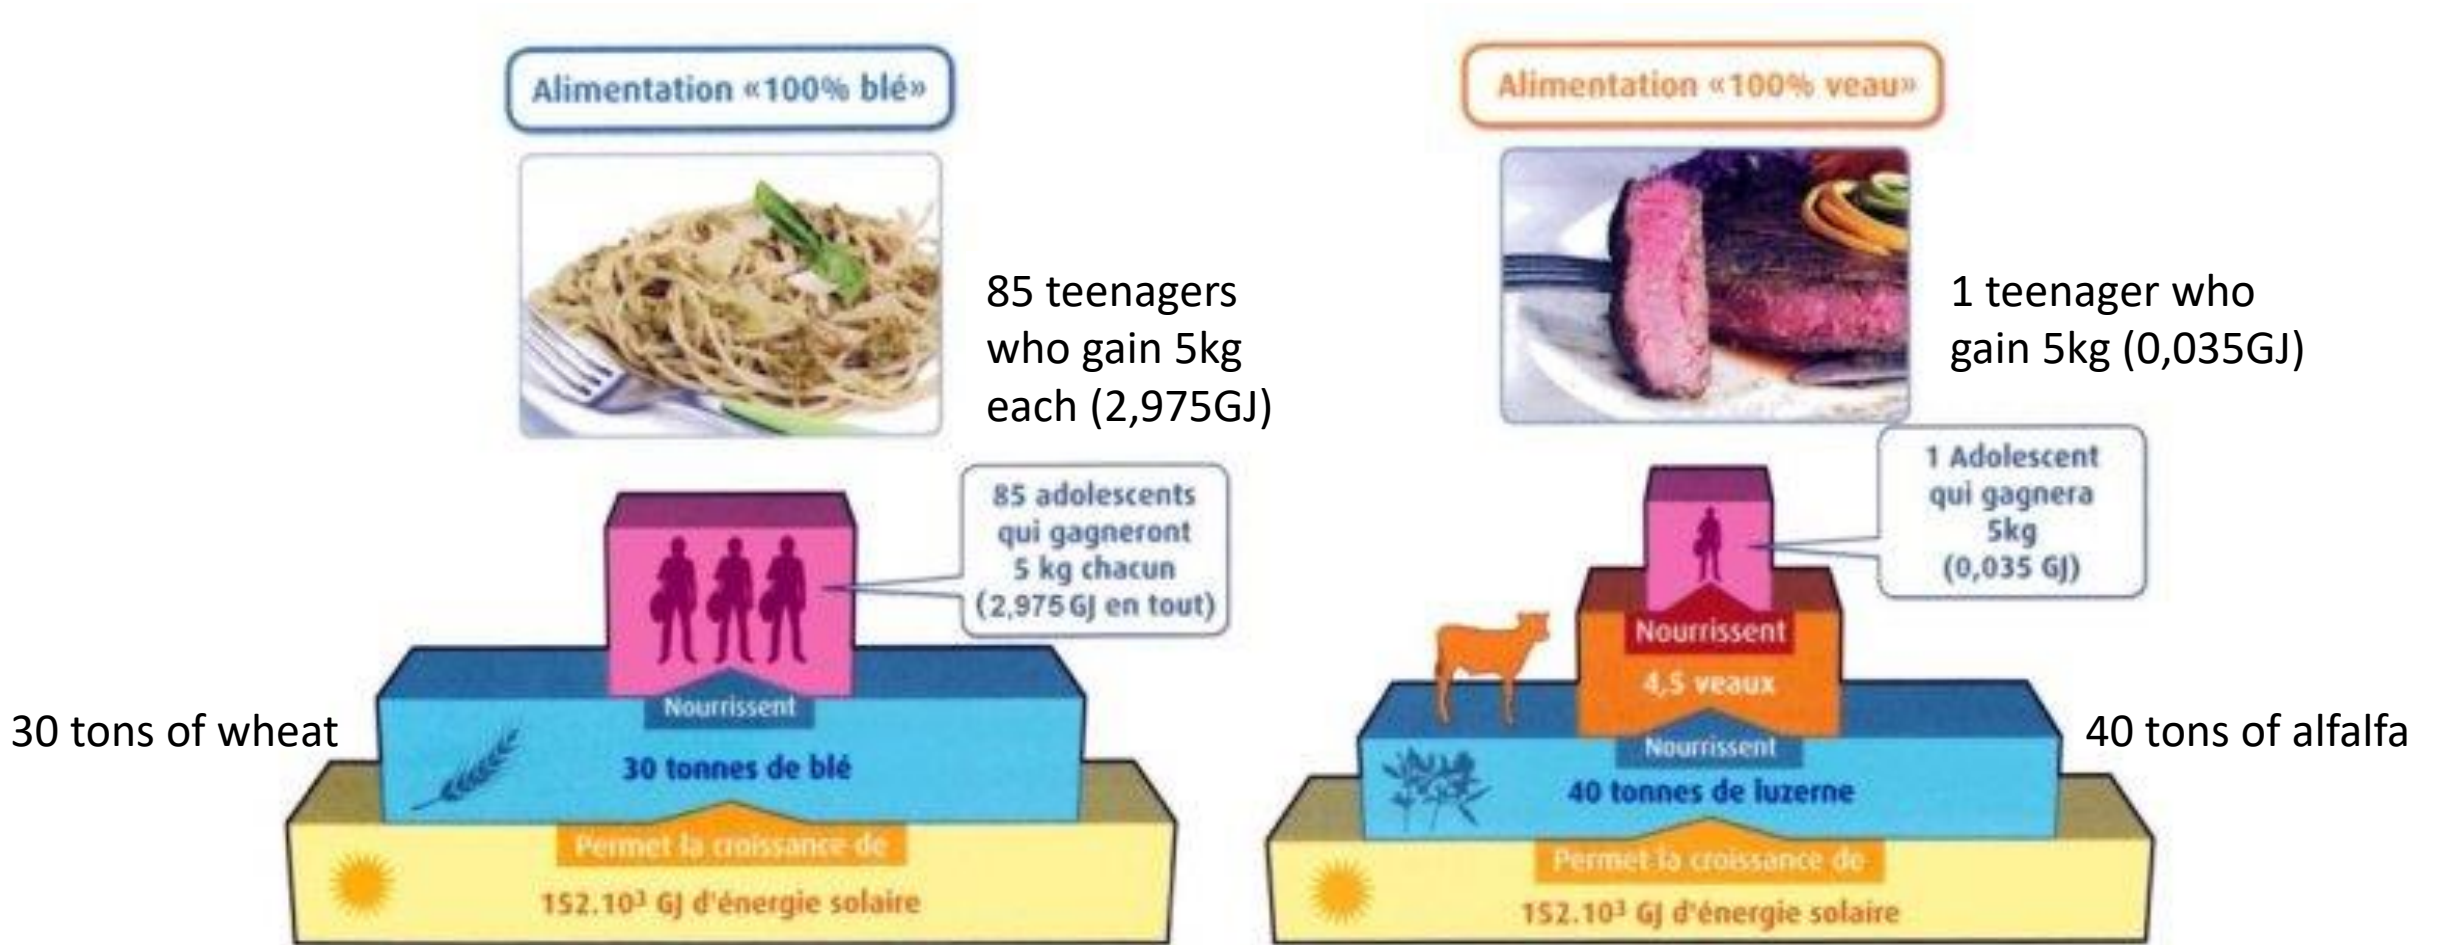 Alimentation «100% blé»
85 teenagers
who gain 5kg
each (2,975GJ)
85 adolescents
qui gagneront
5 kg chacun
(2,975 GJ en tout)
Nourrissent
30 tons of wheat
30 tonnes de blé
Permet la croissance de
152.10³ GJ d'énergie solaire
Alimentation «100% veau»
1 teenager who
gain 5kg (0,035GJ)
1 Adolescent
qui gagnera
5kg
(0,035 GJ)
Nourrissent
4,5 veaux
Nourrissent
40 tons of alfalfa
40 tonnes de luzerne
Permet la croissance de
152.10³ GJ d'énergie solaire